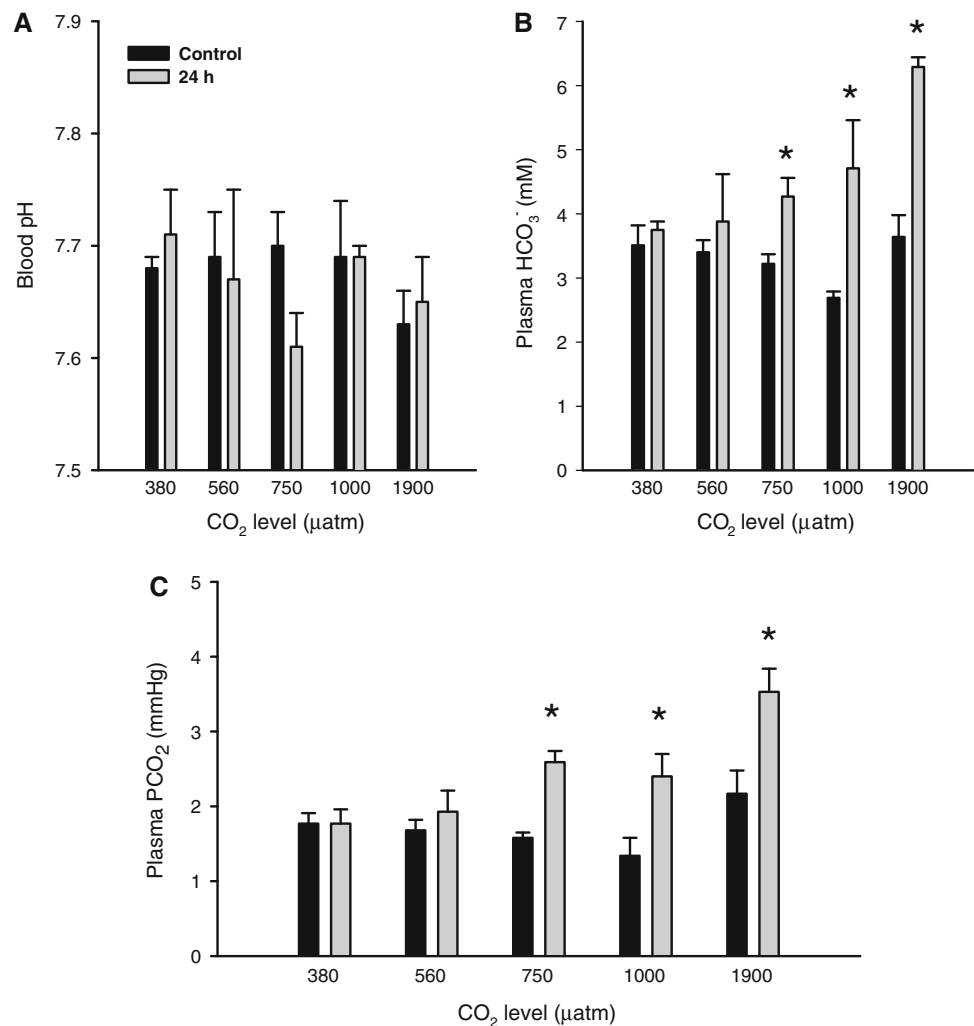 A
7.9
7.8
7.7
7.6
7.5
Blood pH
Control
24 h
380 560 750 1000 1900
CO₂ level (µatm)
B
7
6
5
4
3
2
1
0
Plasma HCO₃⁻ (mM)
* * *
380 560 750 1000 1900
CO₂ level (µatm)
C
5
4
3
2
1
0
Plasma PCO₂ (mmHg)
* * *
380 560 750 1000 1900
CO₂ level (µatm)